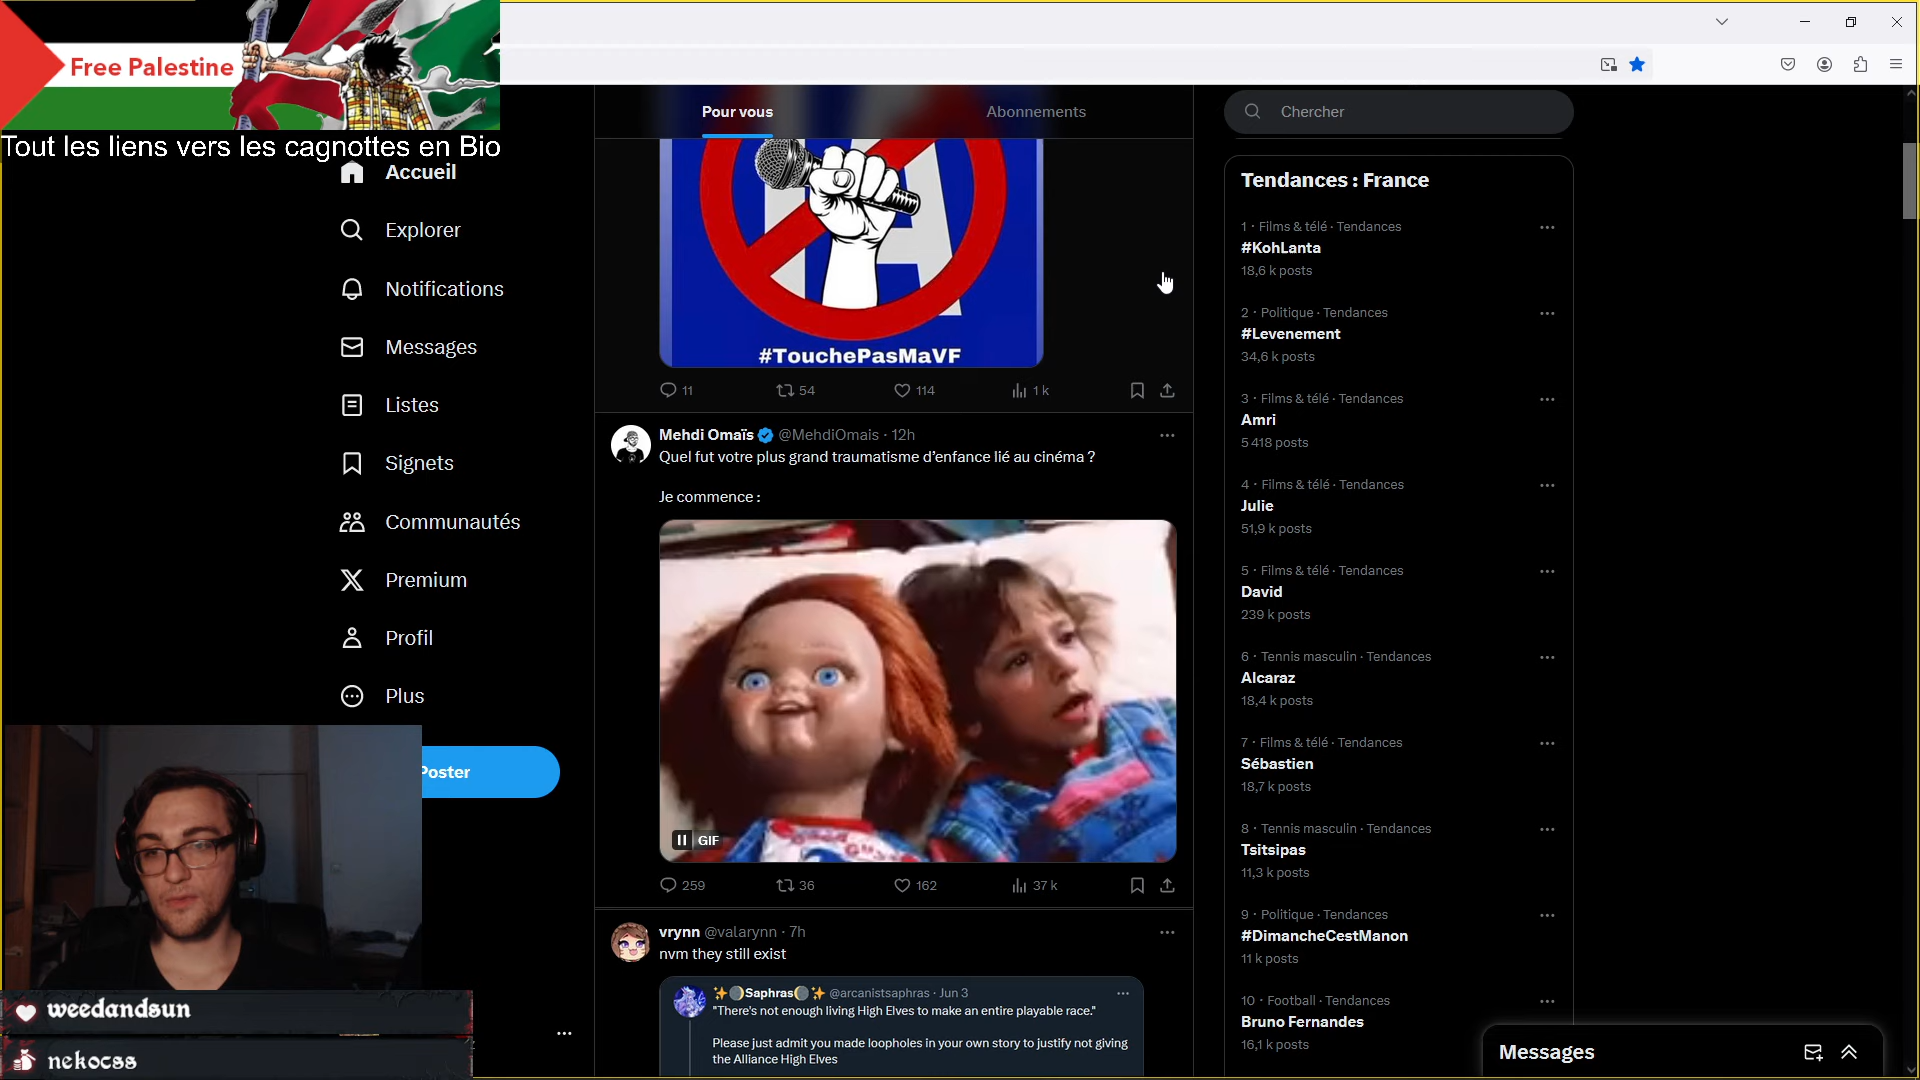 Free Palestine
Tout les liens vers les cagnottes en Bio
Accueil
Explorer
Notifications
Messages
Listes
Signets
Communautés
Premium
Profil
Plus
Poster
weedandsun
nekocss
Pour vous
Abonnements
#TouchePasMaVF
11 54 114 1 k
Mehdi Omaïs @MehdiOmais · 12h
Quel fut votre plus grand traumatisme d’enfance lié au cinéma ?
Je commence :
GIF
259 36 162 37 k
vrynn @valarynn · 7h
nvm they still exist
Saphras @arcanistsaphras · Jun 3
"There's not enough living High Elves to make an entire playable race."
Please just admit you made loopholes in your own story to justify not giving
the Alliance High Elves
Chercher
Tendances : France
1 · Films & télé · Tendances
#KohLanta
18,6 k posts
2 · Politique · Tendances
#Levenement
34,6 k posts
3 · Films & télé · Tendances
Amri
5 418 posts
4 · Films & télé · Tendances
Julie
51,9 k posts
5 · Films & télé · Tendances
David
239 k posts
6 · Tennis masculin · Tendances
Alcaraz
18,4 k posts
7 · Films & télé · Tendances
Sébastien
18,7 k posts
8 · Tennis masculin · Tendances
Tsitsipas
11,3 k posts
9 · Politique · Tendances
#DimancheCestManon
11 k posts
10 · Football · Tendances
Bruno Fernandes
16,1 k posts
Messages